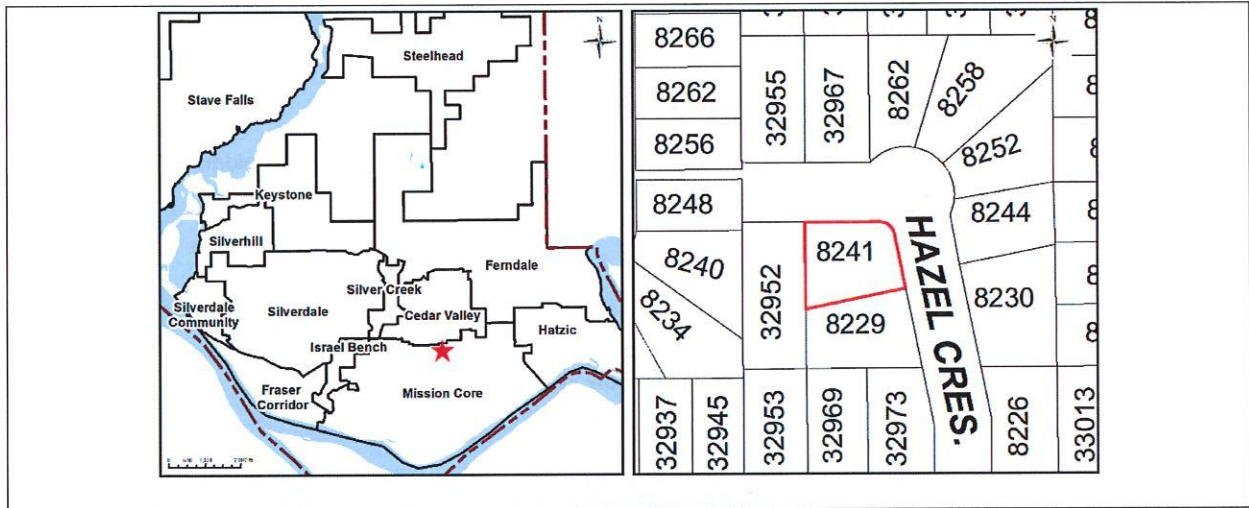 N
Steelhead
Stave Falls
Keystone
Silverhill
Ferndale
Silver Creek
Silverdale
Community
Silverdale
Cedar Valley
Hatzic
Israel Bench
Fraser
Corridor
Mission Core
N
8266
8262
8256
8248
8240
8234
32955
32967
8262
8258
8252
8244
8241
8230
32952
8229
HAZEL CRES.
32937
32945
32953
32969
32973
8226
33013